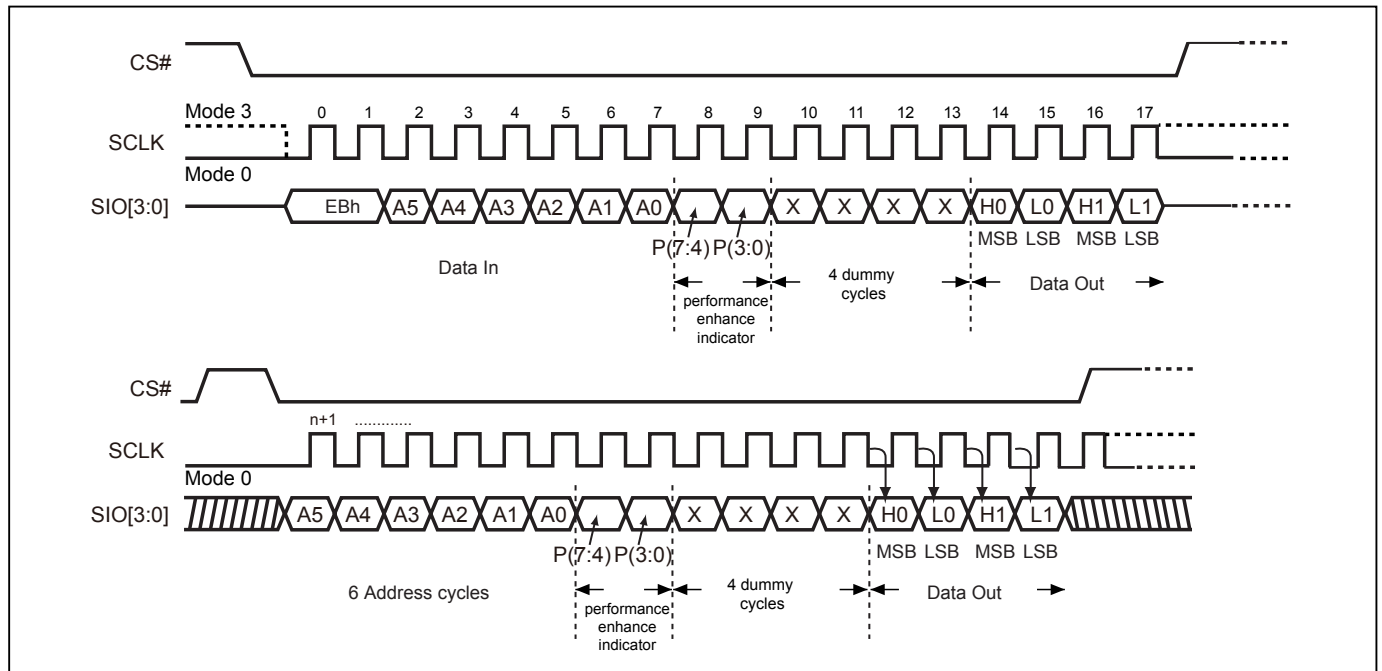 CS#
Mode 3
0 1 2 3 4 5 6 7 8 9 10 11 12 13 14 15 16 17
SCLK
Mode 0
SIO[3:0] EBh A5 A4 A3 A2 A1 A0 X X X X H0 L0 H1 L1
P(7:4) P(3:0) MSB LSB MSB LSB
Data In 4 dummy cycles Data Out
performance
enhance
indicator
CS#
n+1 .............
SCLK
Mode 0
SIO[3:0] A5 A4 A3 A2 A1 A0 X X X X H0 L0 H1 L1
P(7:4) P(3:0) MSB LSB MSB LSB
6 Address cycles 4 dummy cycles Data Out
performance
enhance
indicator